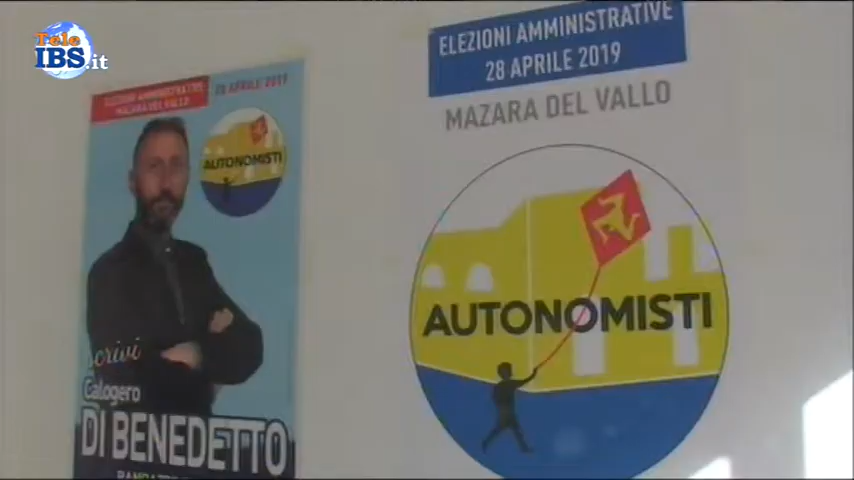 Tele
IBS.it
ELEZIONI AMMINISTRATIVE
MAZARA DEL VALLO
28 APRILE 2019
AUTONOMISTI
scrivi
Calogero
DI BENEDETTO
ELEZIONI AMMINISTRATIVE
28 APRILE 2019
MAZARA DEL VALLO
AUTONOMISTI